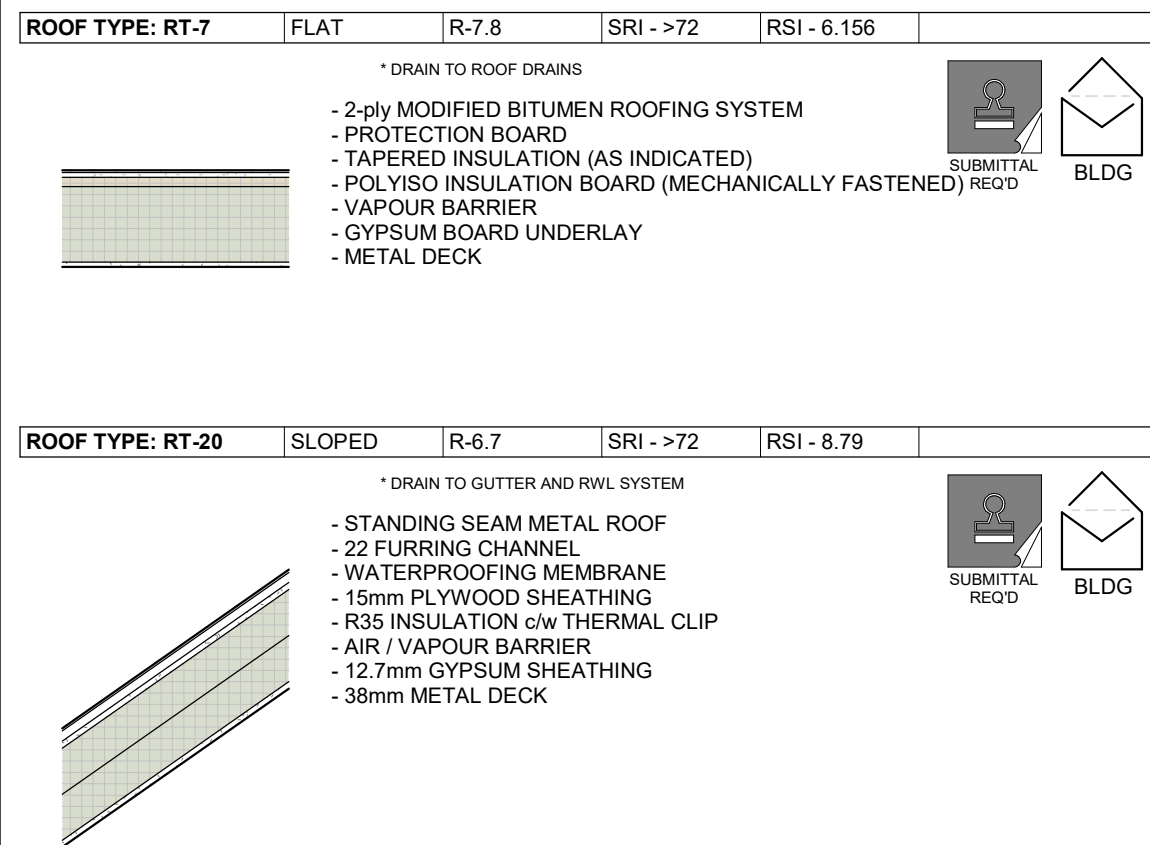 ROOF TYPE: RT-7 FLAT R-7.8 SRI - >72 RSI - 6.156
* DRAIN TO ROOF DRAINS
- 2-ply MODIFIED BITUMEN ROOFING SYSTEM
- PROTECTION BOARD
- TAPERED INSULATION (AS INDICATED)
- POLYISO INSULATION BOARD (MECHANICALLY FASTENED)
- VAPOUR BARRIER
- GYPSUM BOARD UNDERLAY
- METAL DECK
SUBMITTAL
REQ'D
BLDG
ROOF TYPE: RT-20 SLOPED R-6.7 SRI - >72 RSI - 8.79
* DRAIN TO GUTTER AND RWL SYSTEM
- STANDING SEAM METAL ROOF
- 22 FURRING CHANNEL
- WATERPROOFING MEMBRANE
- 15mm PLYWOOD SHEATHING
- R35 INSULATION c/w THERMAL CLIP
- AIR / VAPOUR BARRIER
- 12.7mm GYPSUM SHEATHING
- 38mm METAL DECK
SUBMITTAL
REQ'D
BLDG